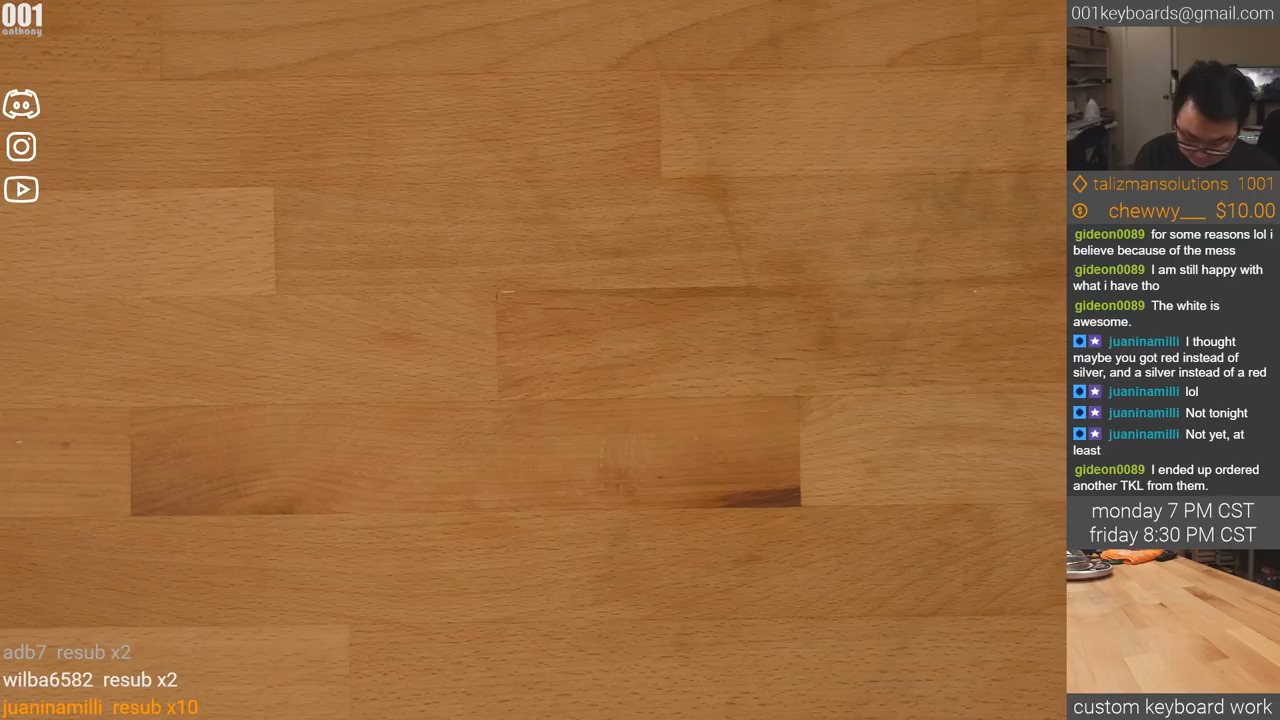 001
anthony
001keyboards@gmail.com
talizmansolutions 1001
chewwy___ $10.00
gideon0089 for some reasons lol i
believe because of the mess
gideon0089 I am still happy with
what i have tho
gideon0089 The white is
awesome.
juaninamilli I thought
maybe you got red instead of
silver, and a silver instead of a red
juaninamilli lol
juaninamilli Not tonight
juaninamilli Not yet, at
least
gideon0089 I ended up ordered
another TKL from them.
monday 7 PM CST
friday 8:30 PM CST
custom keyboard work
adb7 resub x2
wilba6582 resub x2
juaninamilli resub x10